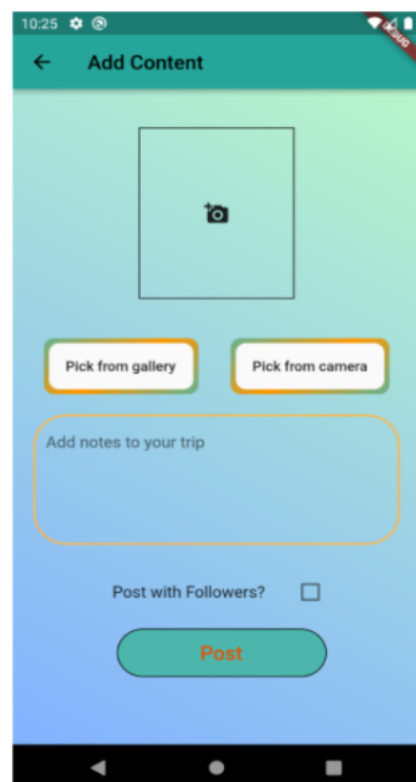 10:25
DEBUG
Add Content
Pick from gallery
Pick from camera
Add notes to your trip
Post with Followers?
Post